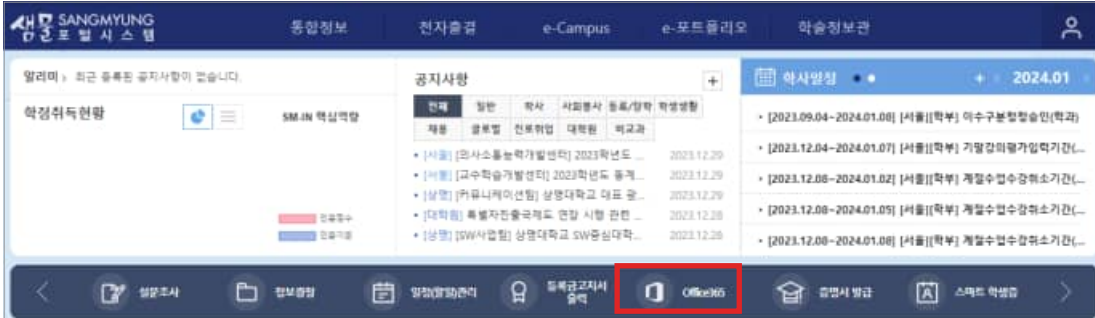 샘물 SANGMYUNG
포털시스템
통합정보 전자출결 e-Campus e-포트폴리오 학술정보관
알리미 › 최근 등록된 공지사항이 없습니다.
학점취득현황
SM-IN 핵심역량
전공점수
전공기준
공지사항 +
전체 일반 학사 사회봉사 등록/장학 학생생활
채용 글로벌 진로취업 대학원 비교과
• [서울] [의사소통능력개발센터] 2023학년도 ... 2023.12.29
• [서울] [교수학습개발센터] 2023학년도 동계... 2023.12.29
• [상명] [커뮤니케이션팀] 상명대학교 대표 광... 2023.12.29
• [대학원] 특별자진출국제도 연장 시행 관련 ... 2023.12.28
• [상명] [SW사업팀] 상명대학교 SW중심대학... 2023.12.28
학사일정 2024.01
• [2023.09.04~2024.01.08] [서울][학부] 이수구분정정승인(학과)
• [2023.12.04~2024.01.07] [서울][학부] 기말강의평가입력기간(...
• [2023.12.08~2024.01.02] [서울][학부] 계절수업수강취소기간(...
• [2023.12.08~2024.01.05] [서울][학부] 계절수업수강취소기간(...
• [2023.12.08~2024.01.08] [서울][학부] 계절수업수강취소기간(...
설문조사 정보광장 일정(알림)관리 등록금고지서 출력 Office365 증명서 발급 스마트 학생증